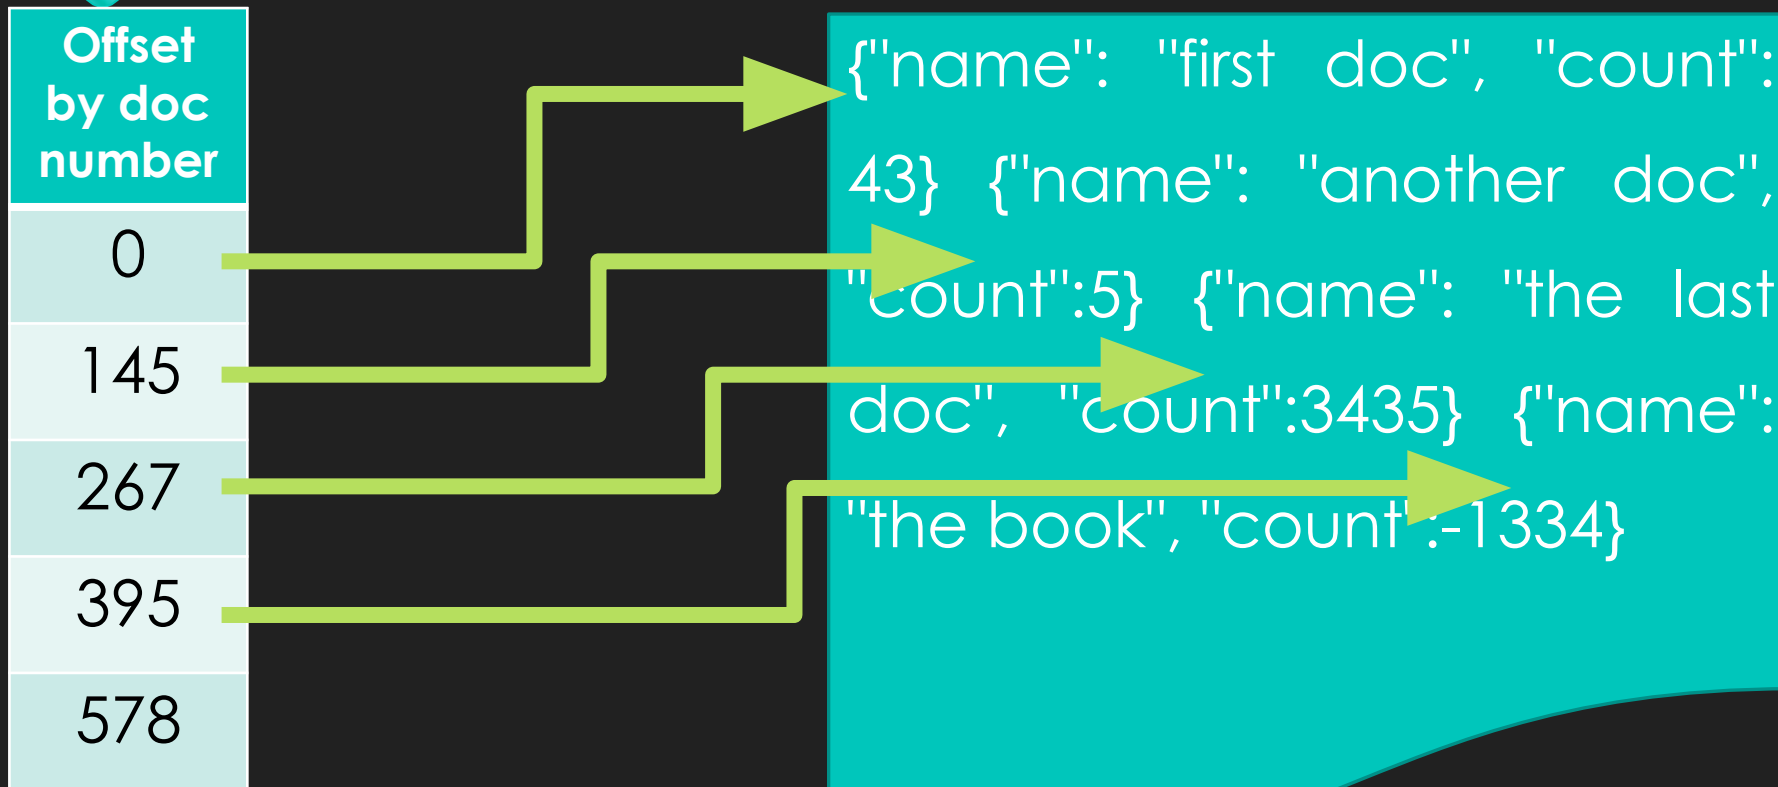 Offset
by doc
number
0
145
267
395
578
{"name": "first doc", "count":
43} {"name": "another doc",
"count":5} {"name": "the last
doc", "count":3435} {"name":
"the book", "count":-1334}